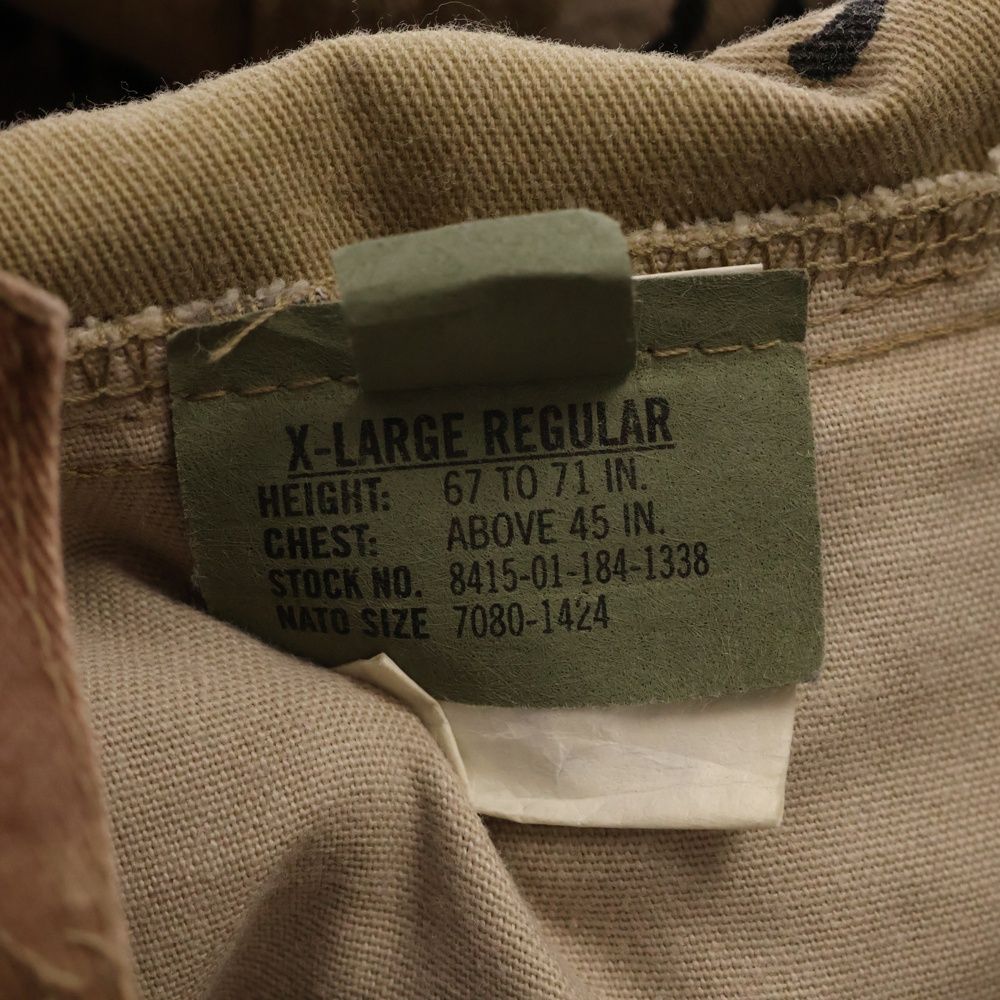 X-LARGE REGULAR
HEIGHT: 67 TO 71 IN.
CHEST: ABOVE 45 IN.
STOCK NO. 8415-01-184-1338
NATO SIZE 7080-1424